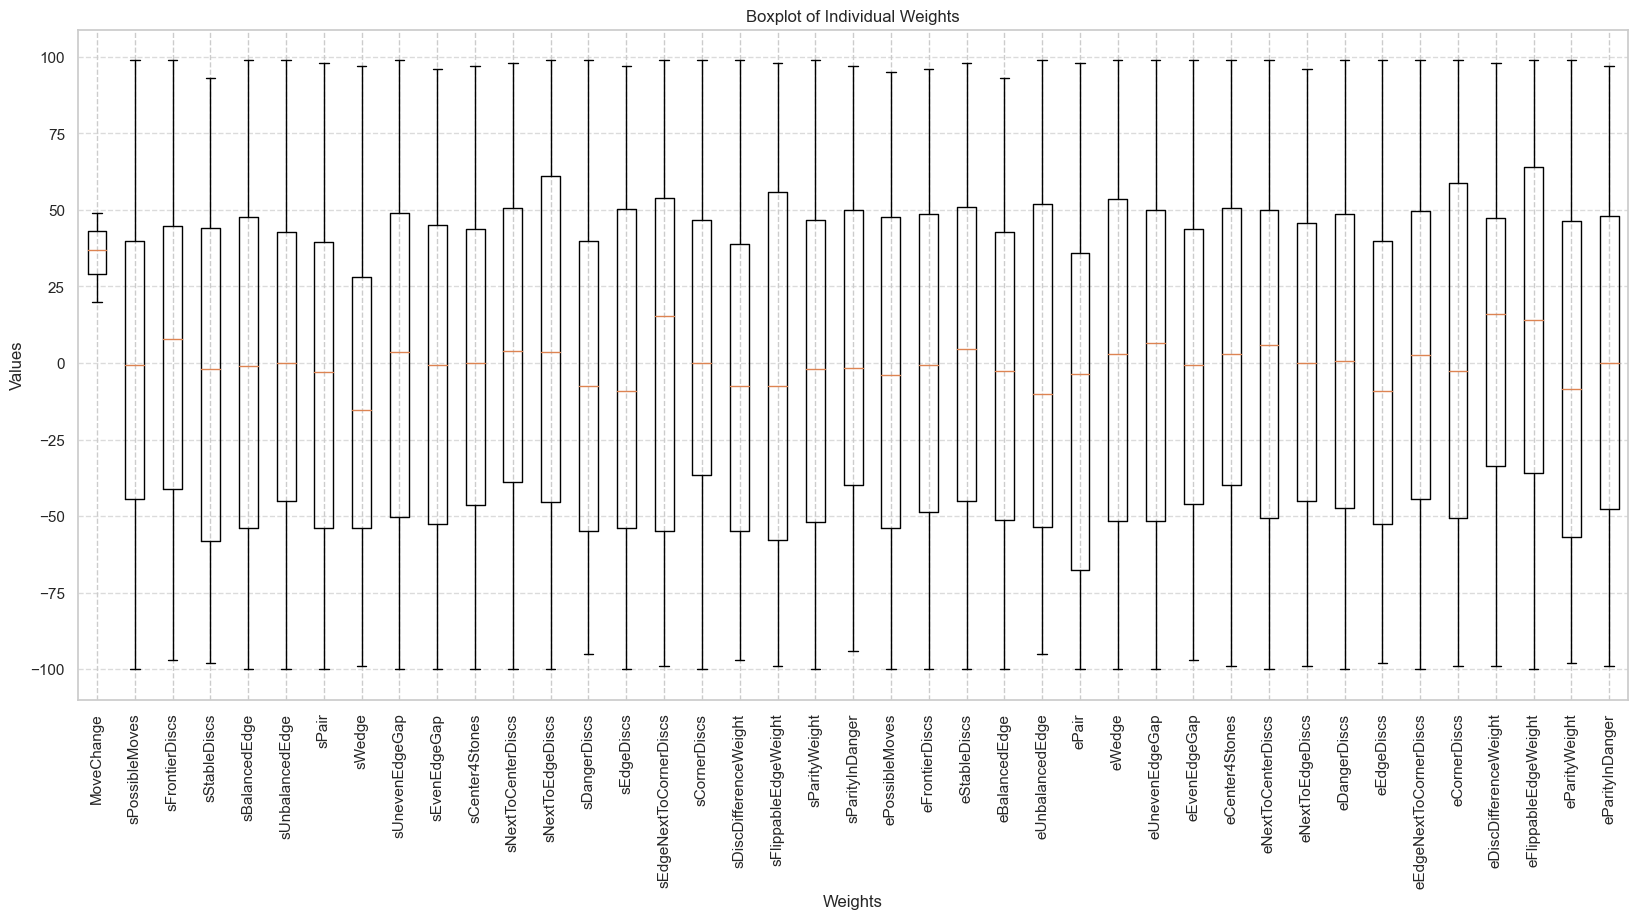 Boxplot of Individual Weights
100
75
50
25
0
−25
−50
−75
−100
Values
MoveChange
sPossibleMoves
sFrontierDiscs
sStableDiscs
sBalancedEdge
sUnbalancedEdge
sPair
sWedge
sUnevenEdgeGap
sEvenEdgeGap
sCenter4Stones
sNextToCenterDiscs
sNextToEdgeDiscs
sDangerDiscs
sEdgeDiscs
sEdgeNextToCornerDiscs
sCornerDiscs
sDiscDifferenceWeight
sFlippableEdgeWeight
sParityWeight
sParityInDanger
ePossibleMoves
eFrontierDiscs
eStableDiscs
eBalancedEdge
eUnbalancedEdge
ePair
eWedge
eUnevenEdgeGap
eEvenEdgeGap
eCenter4Stones
eNextToCenterDiscs
eNextToEdgeDiscs
eDangerDiscs
eEdgeDiscs
eEdgeNextToCornerDiscs
eCornerDiscs
eDiscDifferenceWeight
eFlippableEdgeWeight
eParityWeight
eParityInDanger
Weights